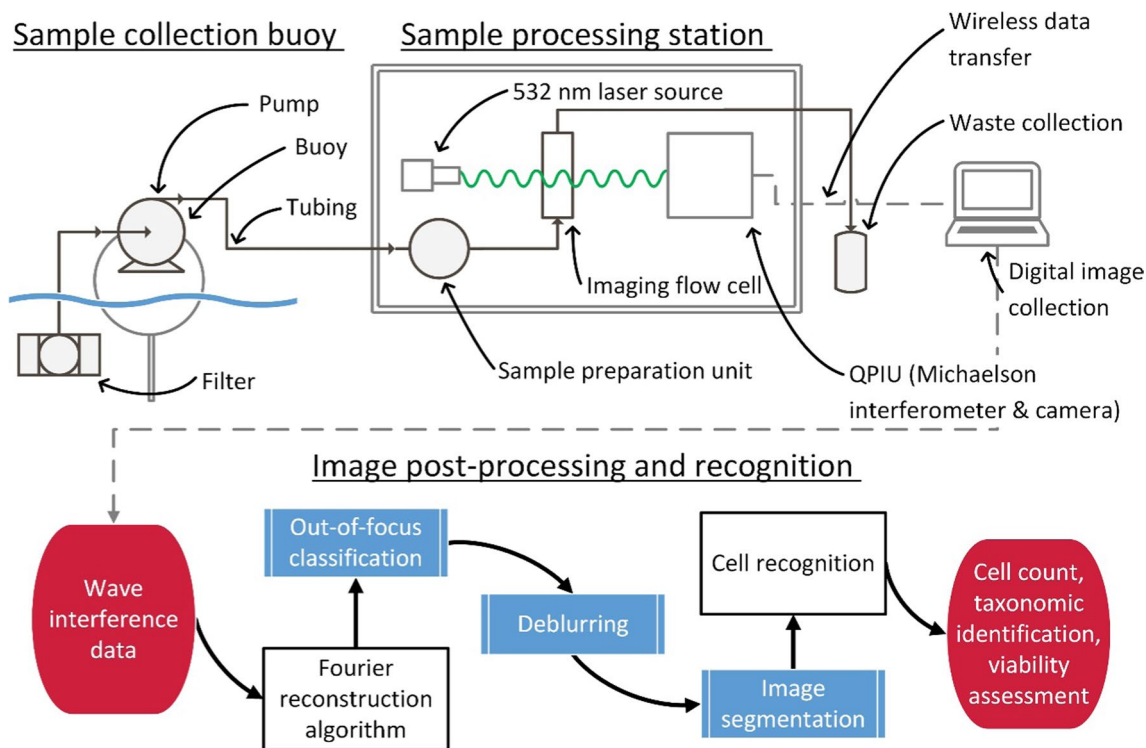 Sample collection buoy
Sample processing station
Wireless data
transfer
Pump
532 nm laser source
Waste collection
Buoy
Tubing
Imaging flow cell
Digital image
collection
Filter
Sample preparation unit
QPIU (Michaelson
interferometer & camera)
Image post-processing and recognition
Wave
interference
data
Fourier
reconstruction
algorithm
Out-of-focus
classification
Deblurring
Image
segmentation
Cell recognition
Cell count,
taxonomic
identification,
viability
assessment